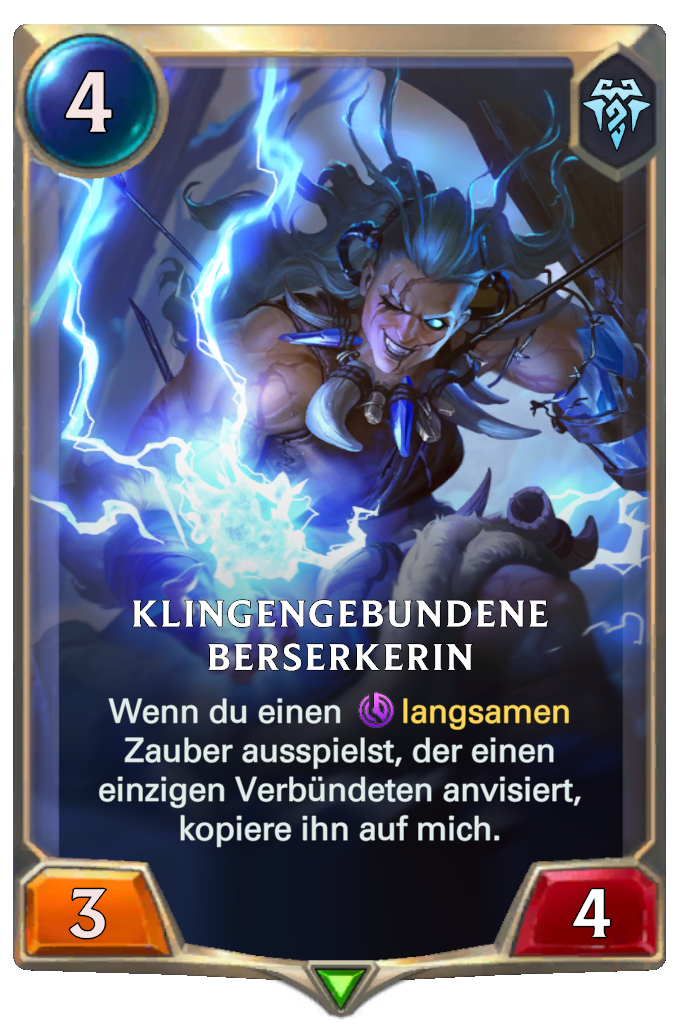 4
KLINGENGEBUNDENE
BERSERKERIN
Wenn du einen langsamen
Zauber ausspielst, der einen
einzigen Verbündeten anvisiert,
kopiere ihn auf mich.
3
4